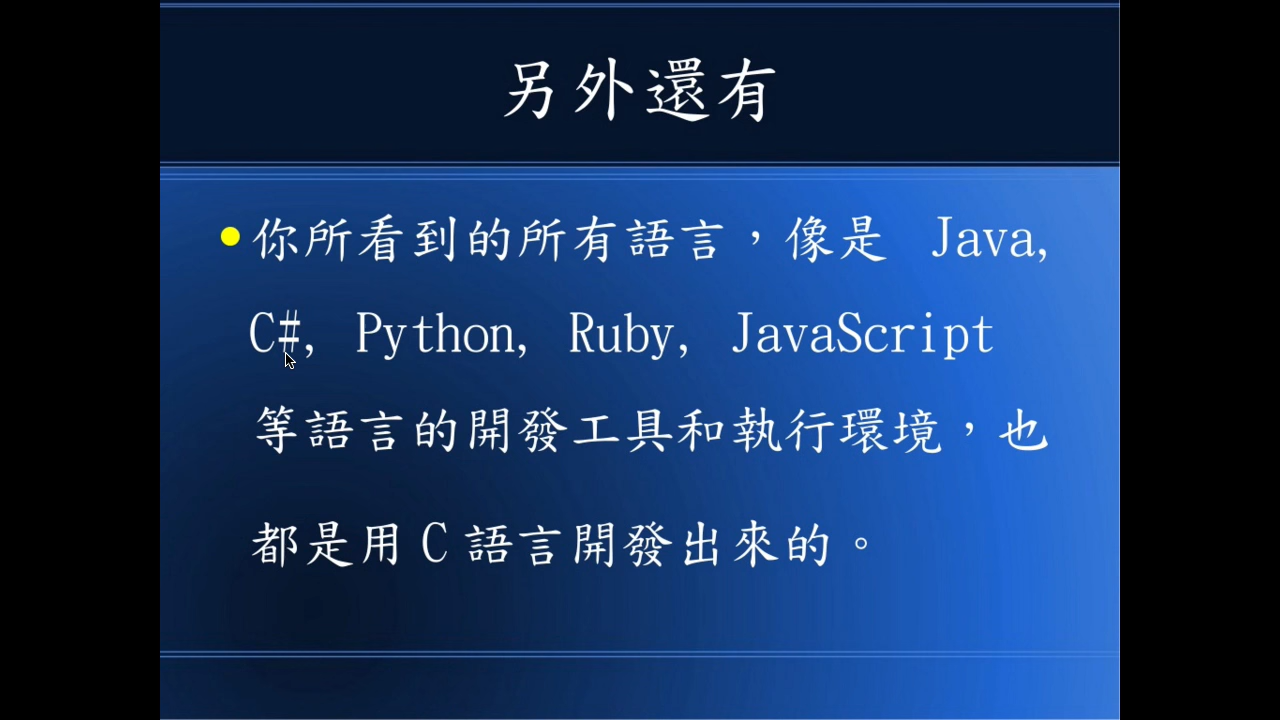 另外還有
你所看到的所有語言，像是 Java,
C#, Python, Ruby, JavaScript
等語言的開發工具和執行環境，也
都是用 C 語言開發出來的。